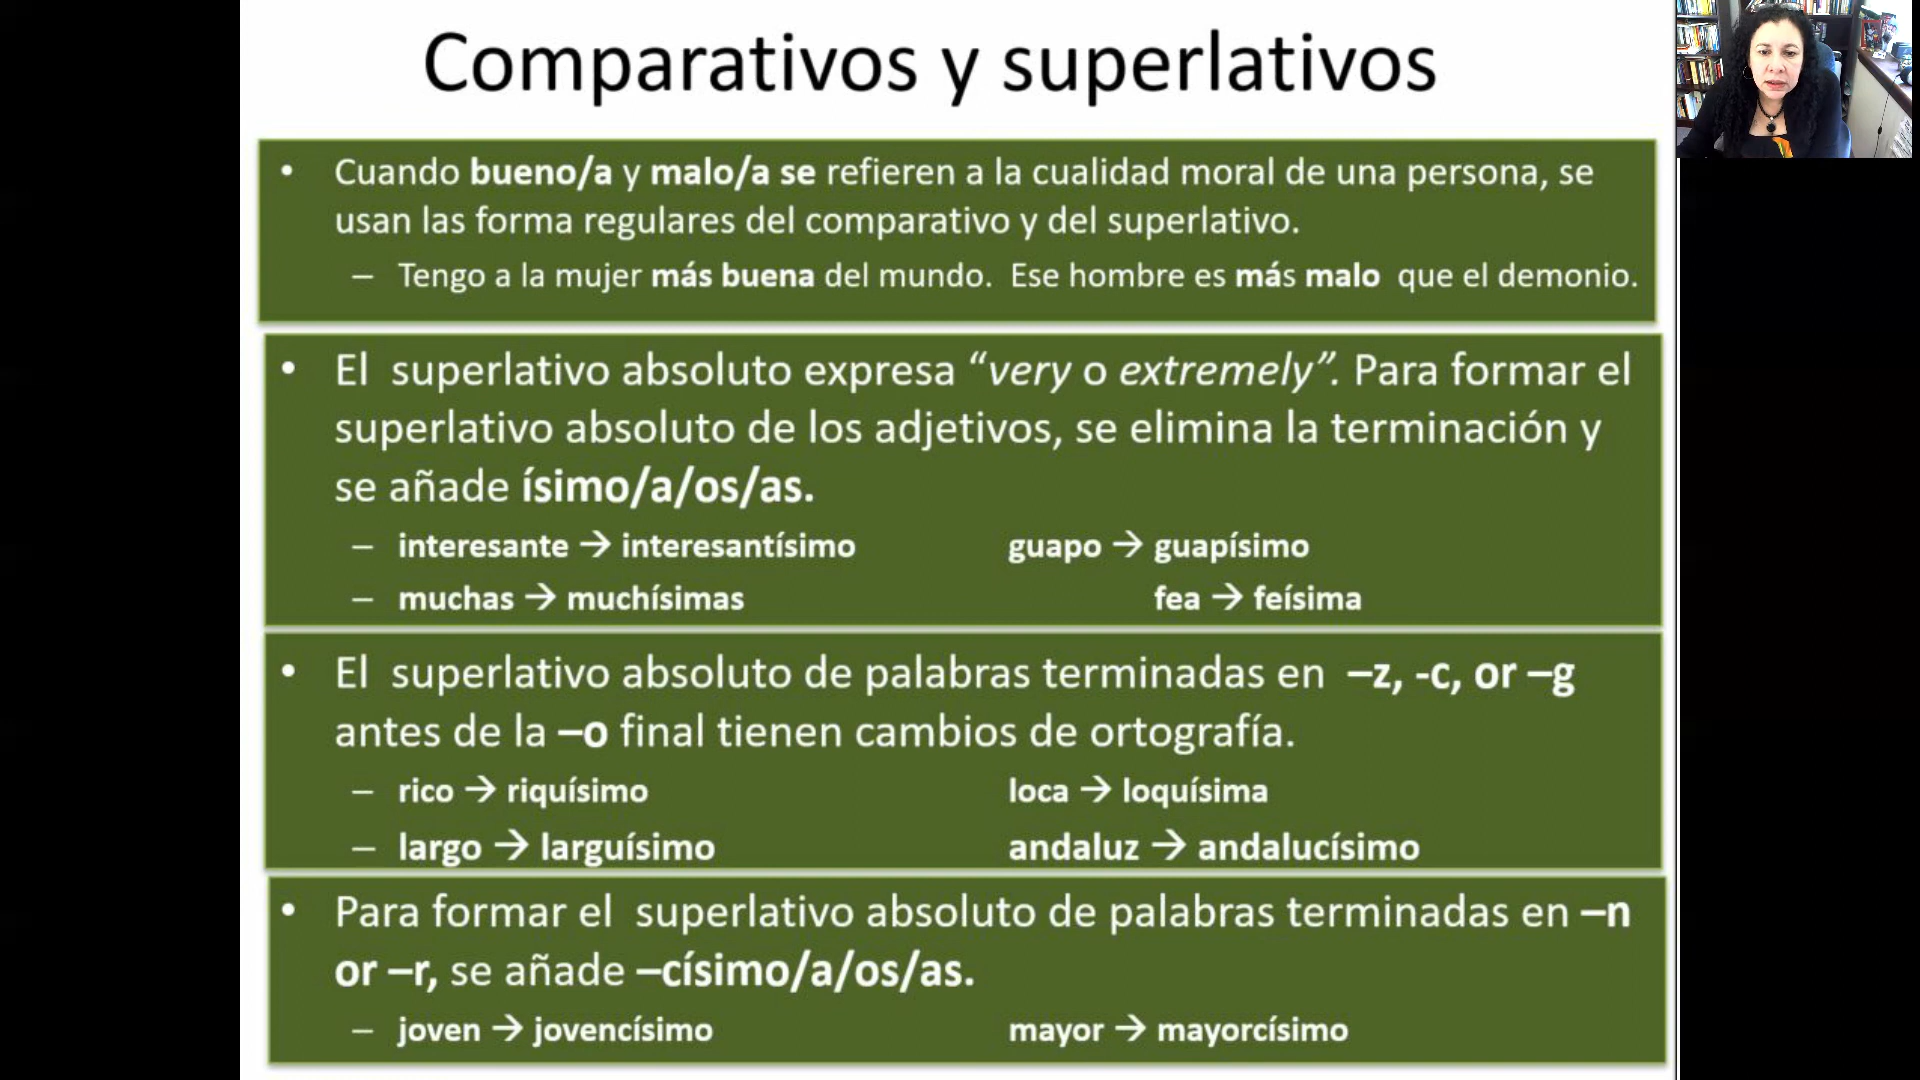 Comparativos y superlativos
• Cuando bueno/a y malo/a se refieren a la cualidad moral de una persona, se
usan las forma regulares del comparativo y del superlativo.
– Tengo a la mujer más buena del mundo. Ese hombre es más malo que el demonio.
• El superlativo absoluto expresa “very o extremely”. Para formar el
superlativo absoluto de los adjetivos, se elimina la terminación y
se añade ísimo/a/os/as.
– interesante → interesantísimo guapo → guapísimo
– muchas → muchísimas fea → feísima
• El superlativo absoluto de palabras terminadas en –z, -c, or –g
antes de la –o final tienen cambios de ortografía.
– rico → riquísimo loca → loquísima
– largo → larguísimo andaluz → andalucísimo
• Para formar el superlativo absoluto de palabras terminadas en –n
or –r, se añade –císimo/a/os/as.
– joven → jovencísimo mayor → mayorcísimo